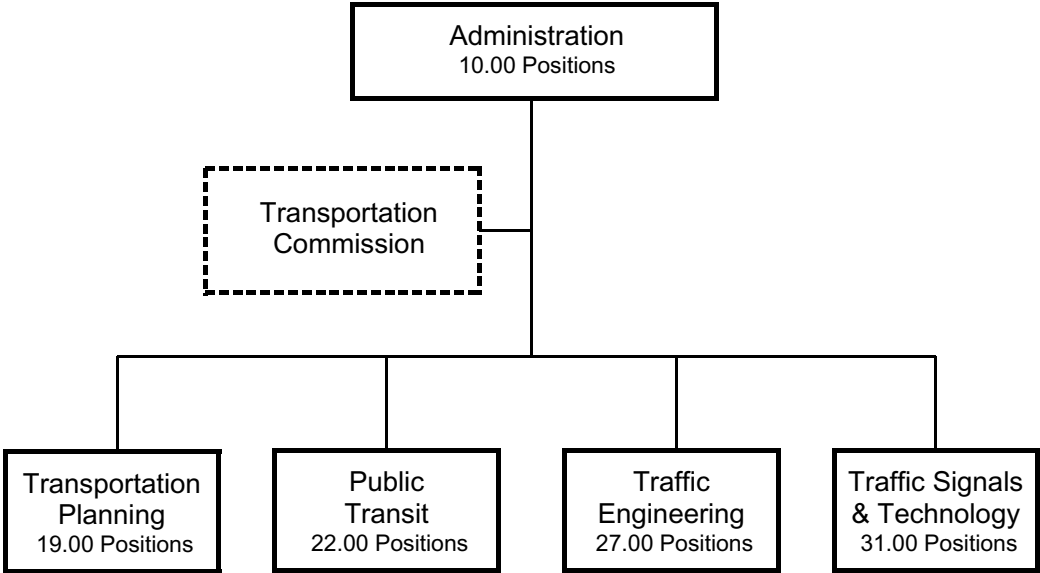 Administration
10.00 Positions
Transportation
Commission
Transportation
Planning
19.00 Positions
Public
Transit
22.00 Positions
Traffic
Engineering
27.00 Positions
Traffic Signals
& Technology
31.00 Positions